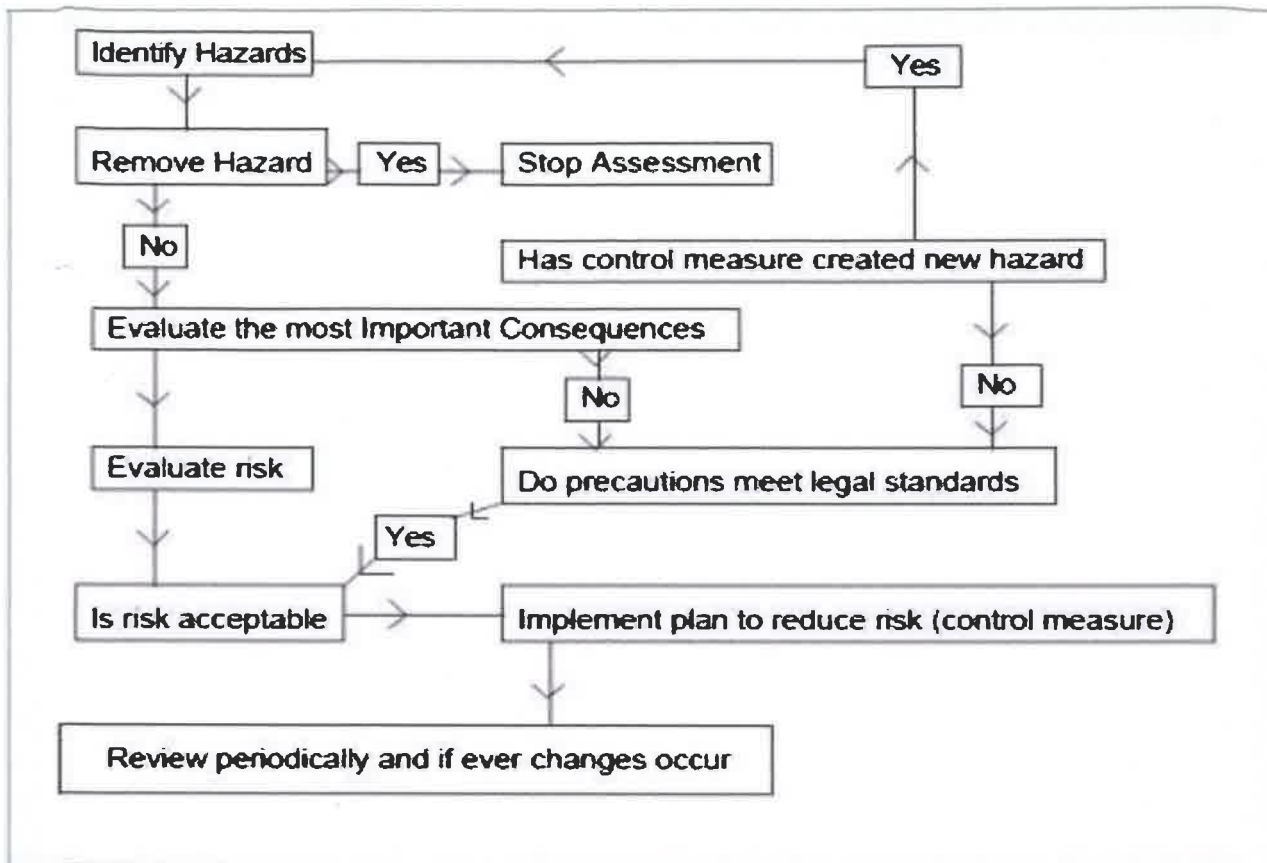 Identify Hazards
Yes
Remove Hazard
Yes
Stop Assessment
No
Has control measure created new hazard
Evaluate the most Important Consequences
No
No
Evaluate risk
Do precautions meet legal standards
Yes
Is risk acceptable
Implement plan to reduce risk (control measure)
Review periodically and if ever changes occur